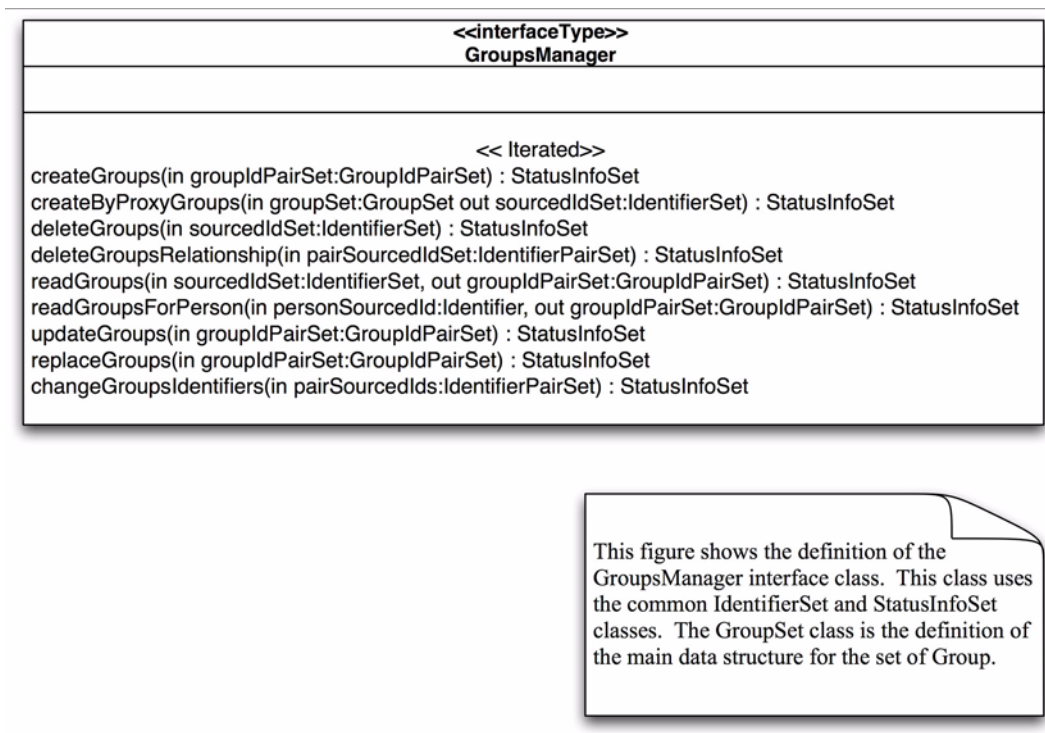 <<interfaceType>>
GroupsManager
<< Iterated>>
createGroups(in groupIdPairSet:GroupIdPairSet) : StatusInfoSet
createByProxyGroups(in groupSet:GroupSet out sourcedIdSet:IdentifierSet) : StatusInfoSet
deleteGroups(in sourcedIdSet:IdentifierSet) : StatusInfoSet
deleteGroupsRelationship(in pairSourcedIdSet:IdentifierPairSet) : StatusInfoSet
readGroups(in sourcedIdSet:IdentifierSet, out groupIdPairSet:GroupIdPairSet) : StatusInfoSet
readGroupsForPerson(in personSourcedId:Identifier, out groupIdPairSet:GroupIdPairSet) : StatusInfoSet
updateGroups(in groupIdPairSet:GroupIdPairSet) : StatusInfoSet
replaceGroups(in groupIdPairSet:GroupIdPairSet) : StatusInfoSet
changeGroupsIdentifiers(in pairSourcedIds:IdentifierPairSet) : StatusInfoSet
This figure shows the definition of the
GroupsManager interface class.  This class uses
the common IdentifierSet and StatusInfoSet
classes.  The GroupSet class is the definition of
the main data structure for the set of Group.